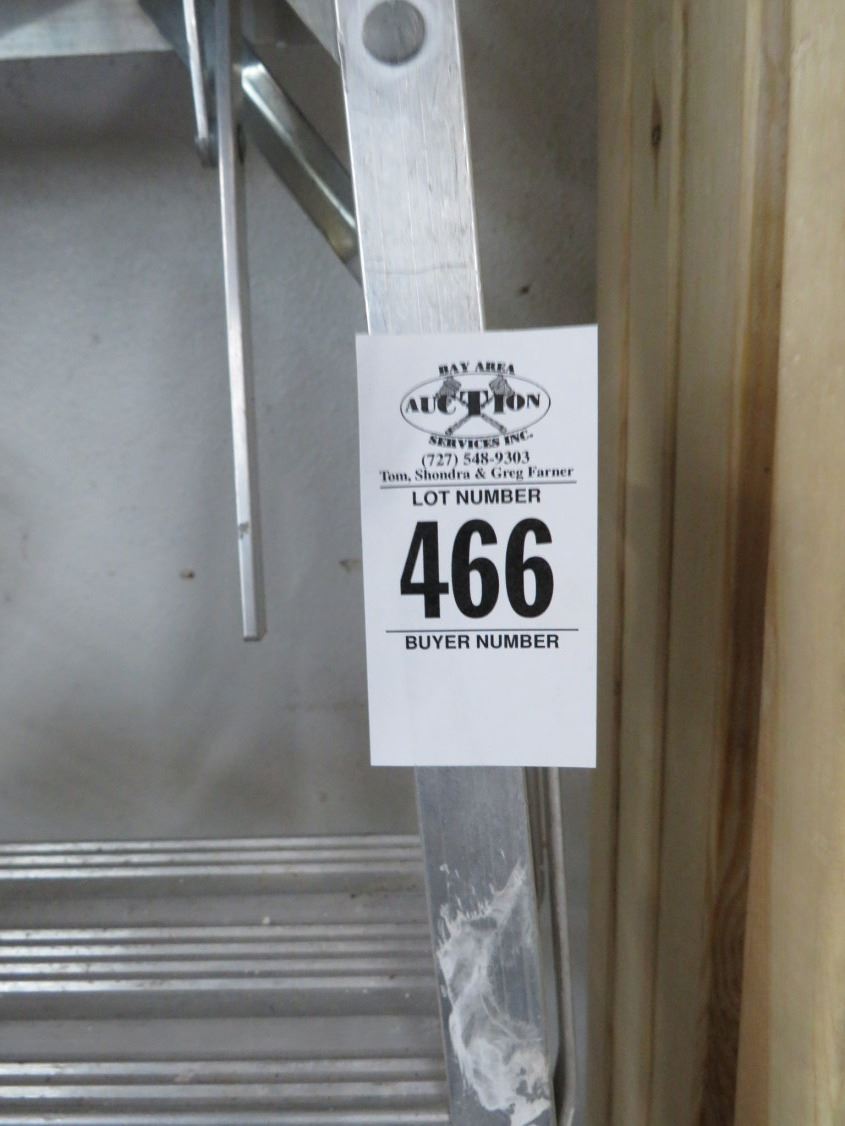 BAY AREA
AUCTION
SERVICES INC.
(727) 548-9303
Tom, Shondra & Greg Farner
LOT NUMBER
466
BUYER NUMBER